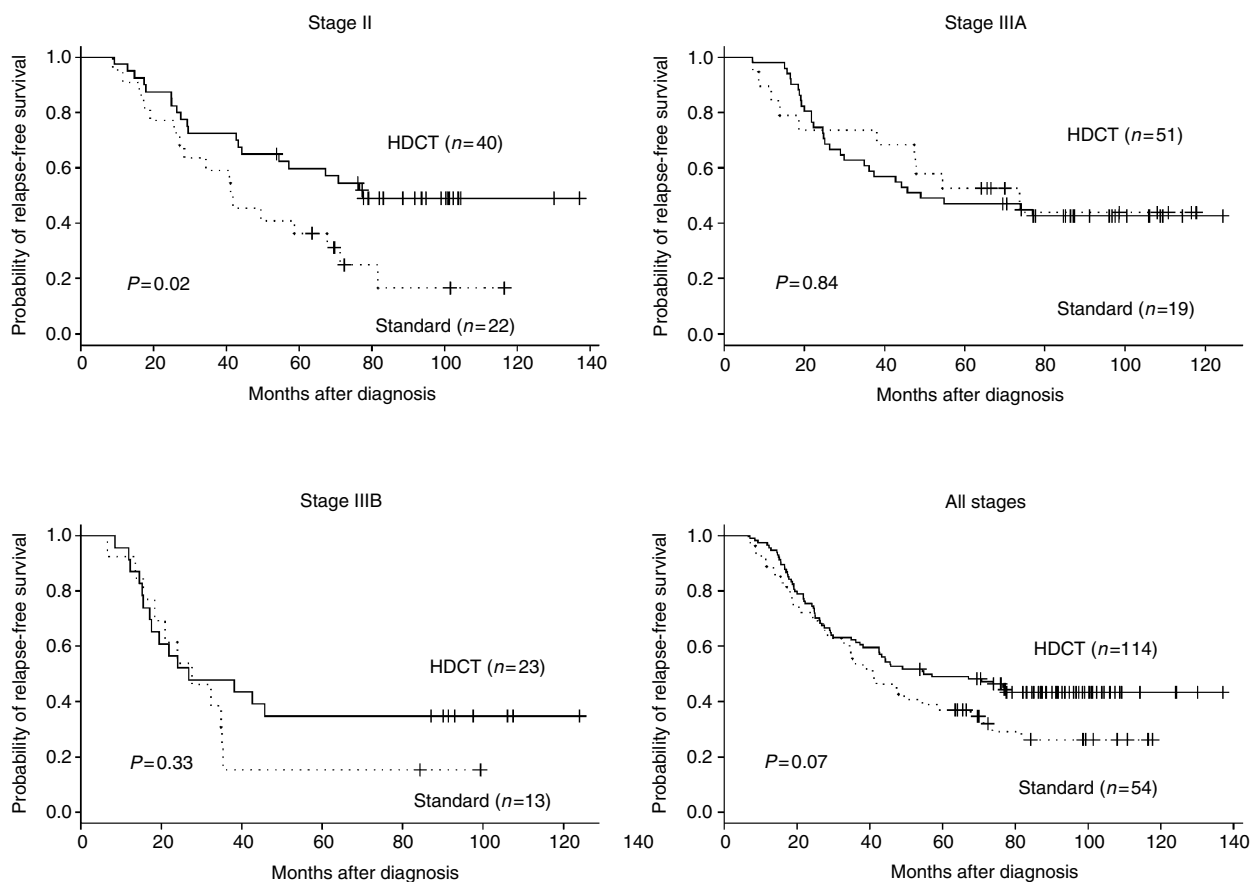 Stage II
Probability of relapse-free survival
1.0
0.8
0.6
0.4
0.2
0.0
HDCT (n=40)
P=0.02
Standard (n=22)
0 20 40 60 80 100 120 140
Months after diagnosis
Stage IIIA
Probability of relapse-free survival
1.0
0.8
0.6
0.4
0.2
0.0
HDCT (n=51)
P=0.84
Standard (n=19)
0 20 40 60 80 100 120
Months after diagnosis
Stage IIIB
Probability of relapse-free survival
1.0
0.8
0.6
0.4
0.2
0.0
HDCT (n=23)
P=0.33
Standard (n=13)
0 20 40 60 80 100 120 140
Months after diagnosis
All stages
Probability of relapse-free survival
1.0
0.8
0.6
0.4
0.2
0.0
HDCT (n=114)
P=0.07
Standard (n=54)
0 20 40 60 80 100 120 140
Months after diagnosis